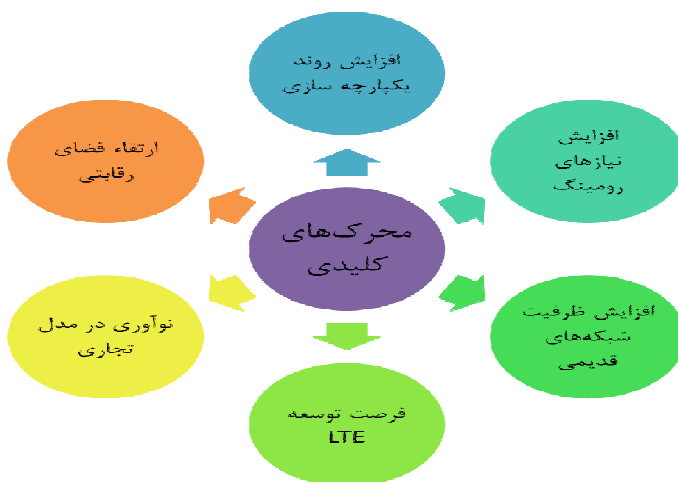 افزایش روند
یکپارچه سازی
افزایش
نیازهای
رومینگ
افزایش ظرفیت
شبکه‌های
قدیمی
فرصت توسعه
LTE
نوآوری در مدل
تجاری
ارتقاء فضای
رقابتی
محرک‌های
کلیدی